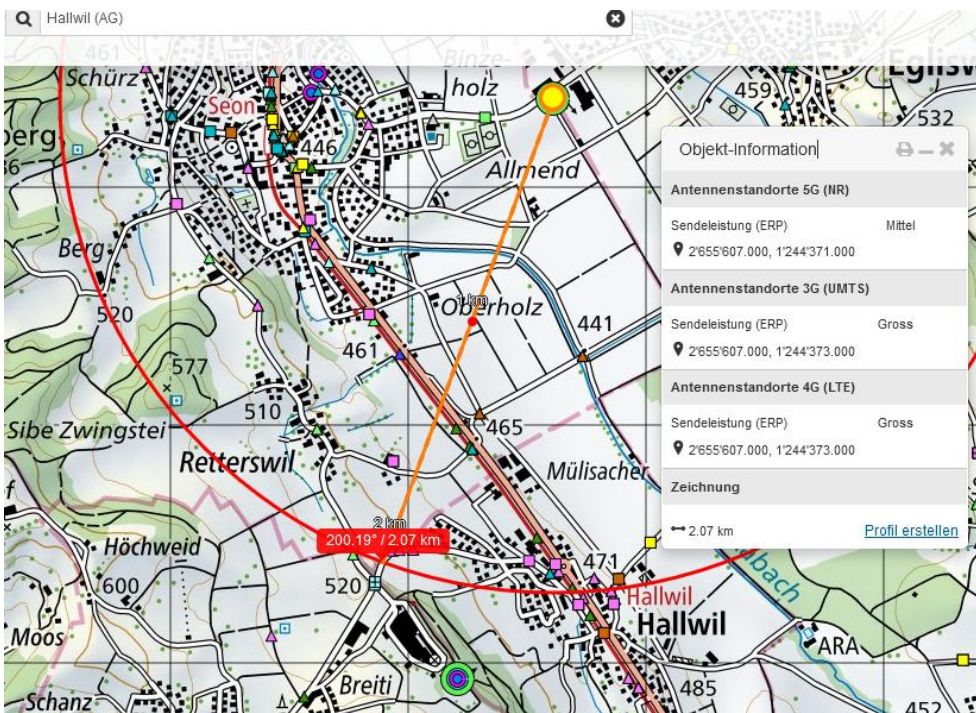 Hallwil (AG)
461
Binze-
holz
Eglisw
Schürz
459
532
Seon
446
Allmend
berg
Berg
Objekt-Information
Antennenstandorte 5G (NR)
Sendeleistung (ERP) Mittel
2'655'607.000, 1'244'371.000
Antennenstandorte 3G (UMTS)
Sendeleistung (ERP) Gross
2'655'607.000, 1'244'373.000
Antennenstandorte 4G (LTE)
Sendeleistung (ERP) Gross
2'655'607.000, 1'244'373.000
Zeichnung
2.07 km Profil erstellen
1 km
Oberholz
520
441
461
577
510
465
Sibe Zwingstei
Retterswil
Mülisacher
2 km
200.19° / 2.07 km
Höchweid
520
471
600
Hallwil
Hallwil
bach
Moos
ARA
Breiti
485
Schanz
452